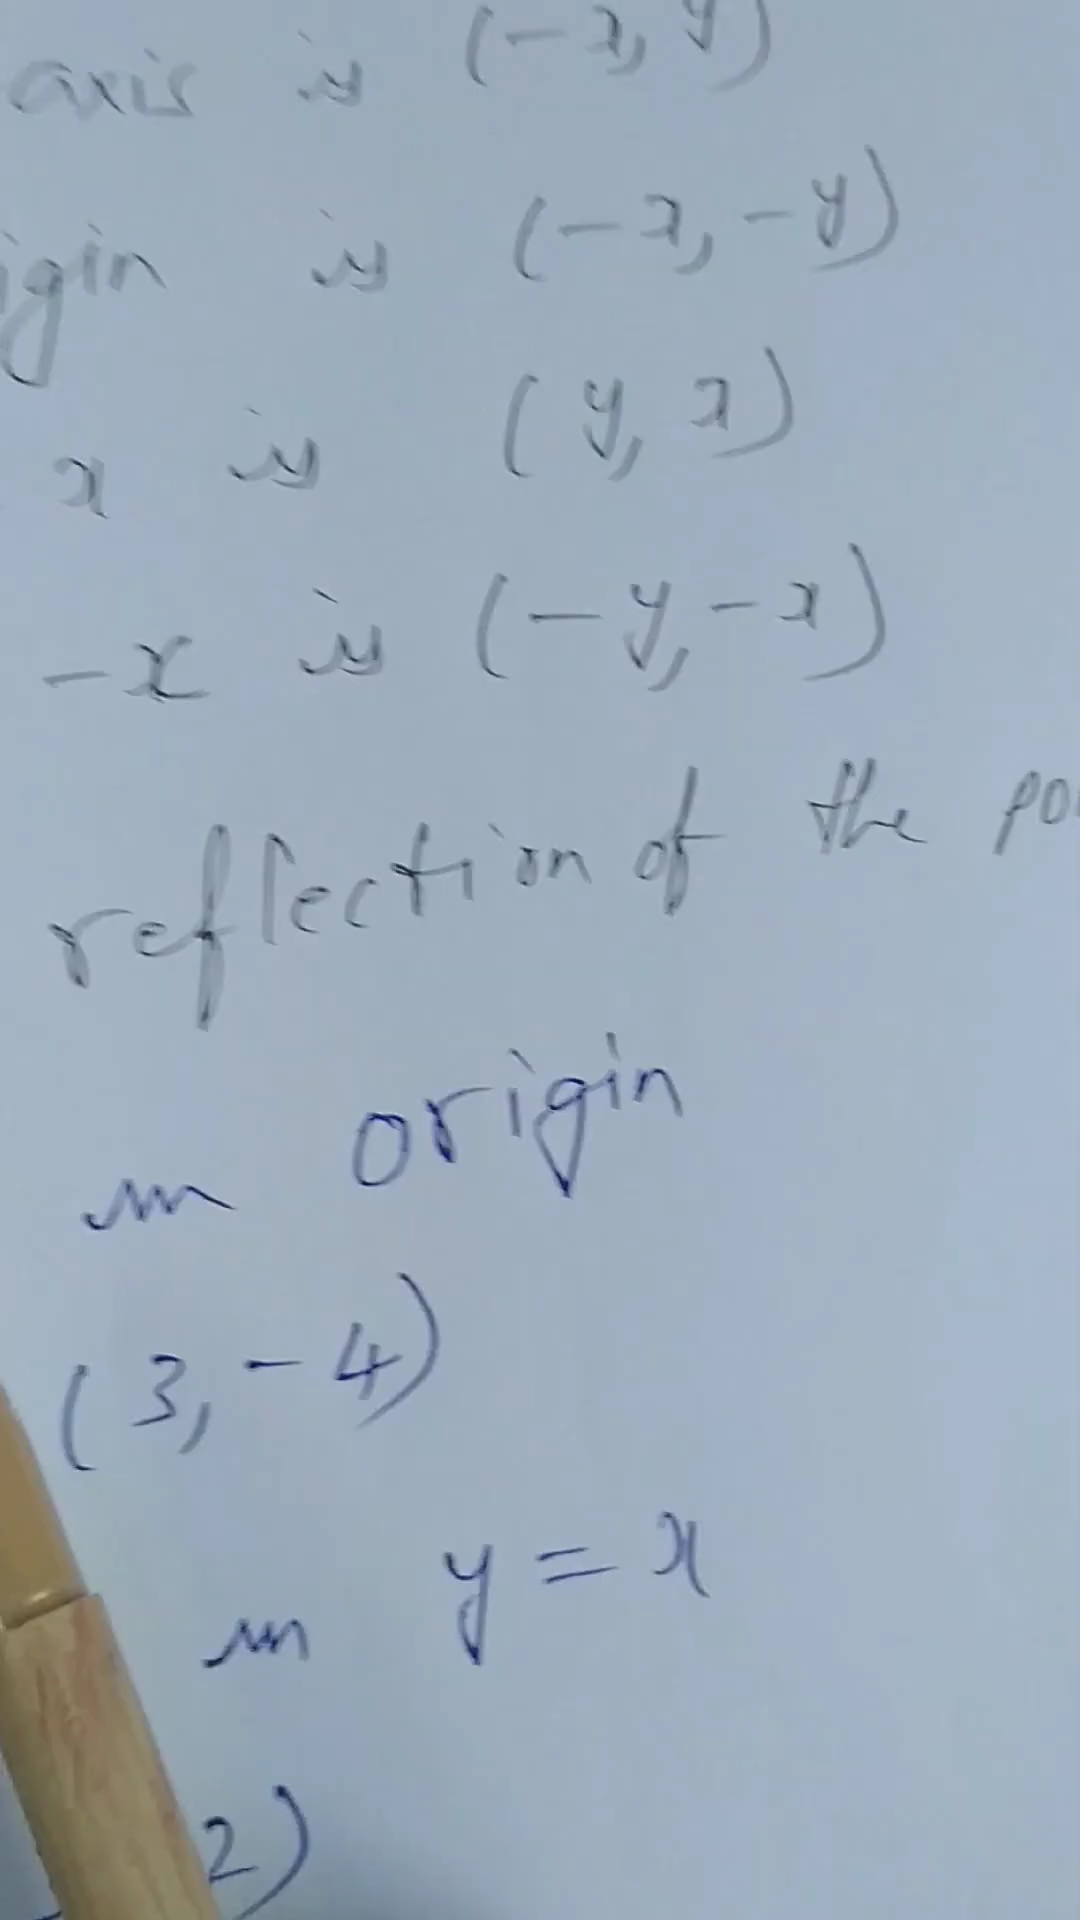 axis is (-x, y)
igin is (-x, -y)
x is (y, x)
-x is (-y, -x)
reflection of the po
in origin
(3, -4)
in y = x
2)